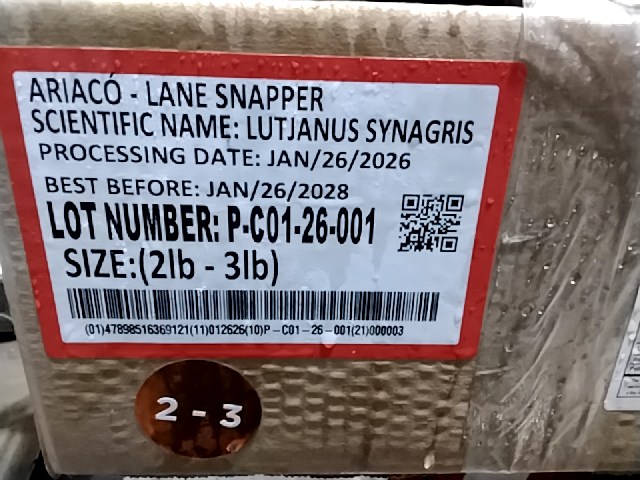 ARIACÓ - LANE SNAPPER
SCIENTIFIC NAME: LUTJANUS SYNAGRIS
PROCESSING DATE: JAN/26/2026
BEST BEFORE: JAN/26/2028
LOT NUMBER: P-C01-26-001
SIZE:(2lb - 3lb)
(01)47898516369121(11)012626(10)P-C01-26-001(21)000003
2 - 3